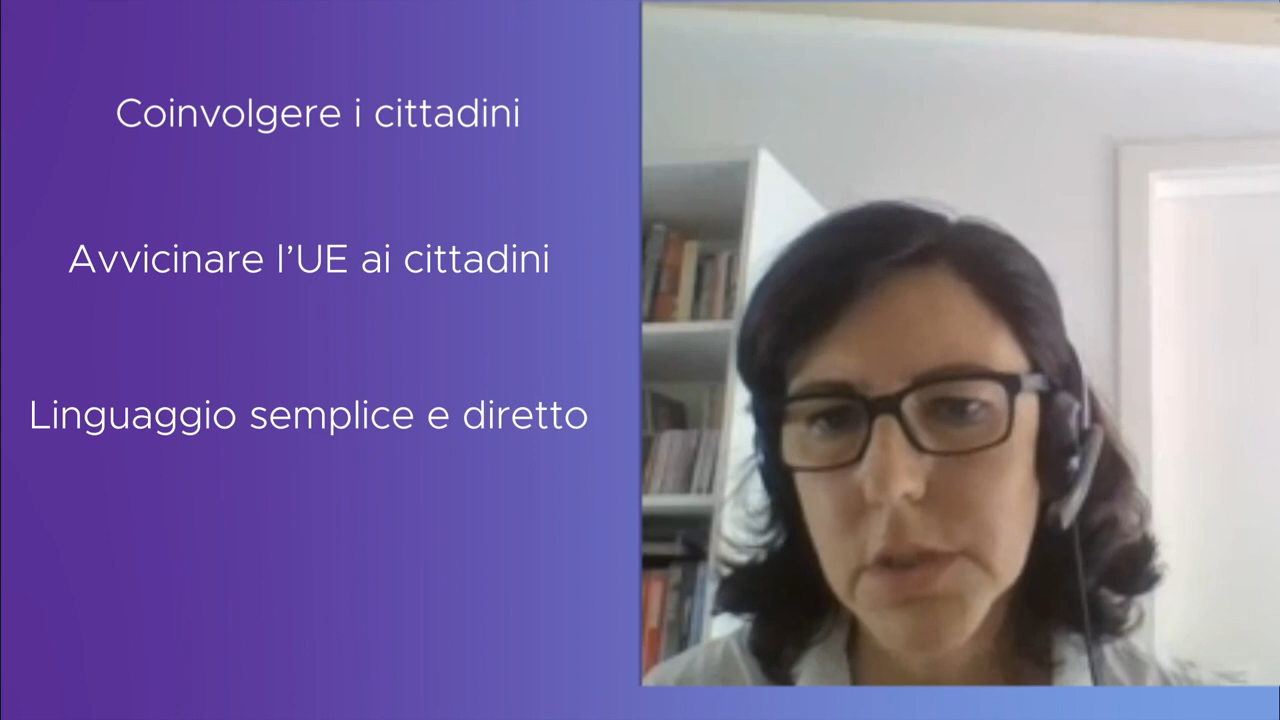 Coinvolgere i cittadini
Avvicinare l’UE ai cittadini
Linguaggio semplice e diretto